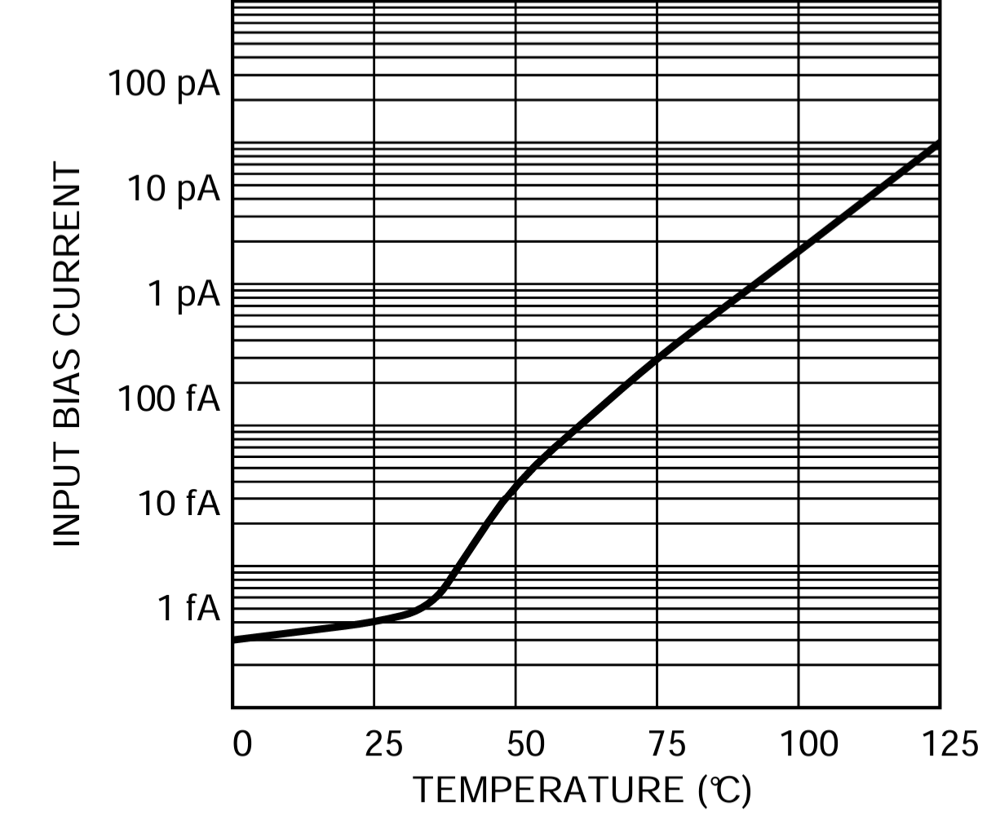 100 pA
10 pA
1 pA
100 fA
10 fA
1 fA
INPUT BIAS CURRENT
0 25 50 75 100 125
TEMPERATURE (°C)